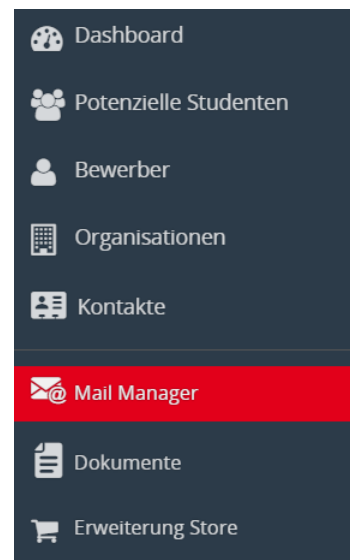 Dashboard
Potenzielle Studenten
Bewerber
Organisationen
Kontakte
Mail Manager
Dokumente
Erweiterung Store